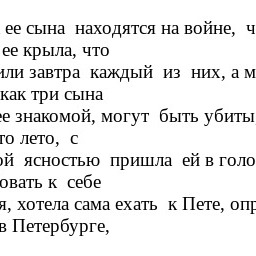 ее сына находятся на войне, ч
ее крыла, что
или завтра каждый из них, а м
как три сына
ее знакомой, могут быть убиты
то лето, с
ой ясностью пришла ей в голо
овать к себе
я, хотела сама ехать к Пете, опр
в Петербурге,